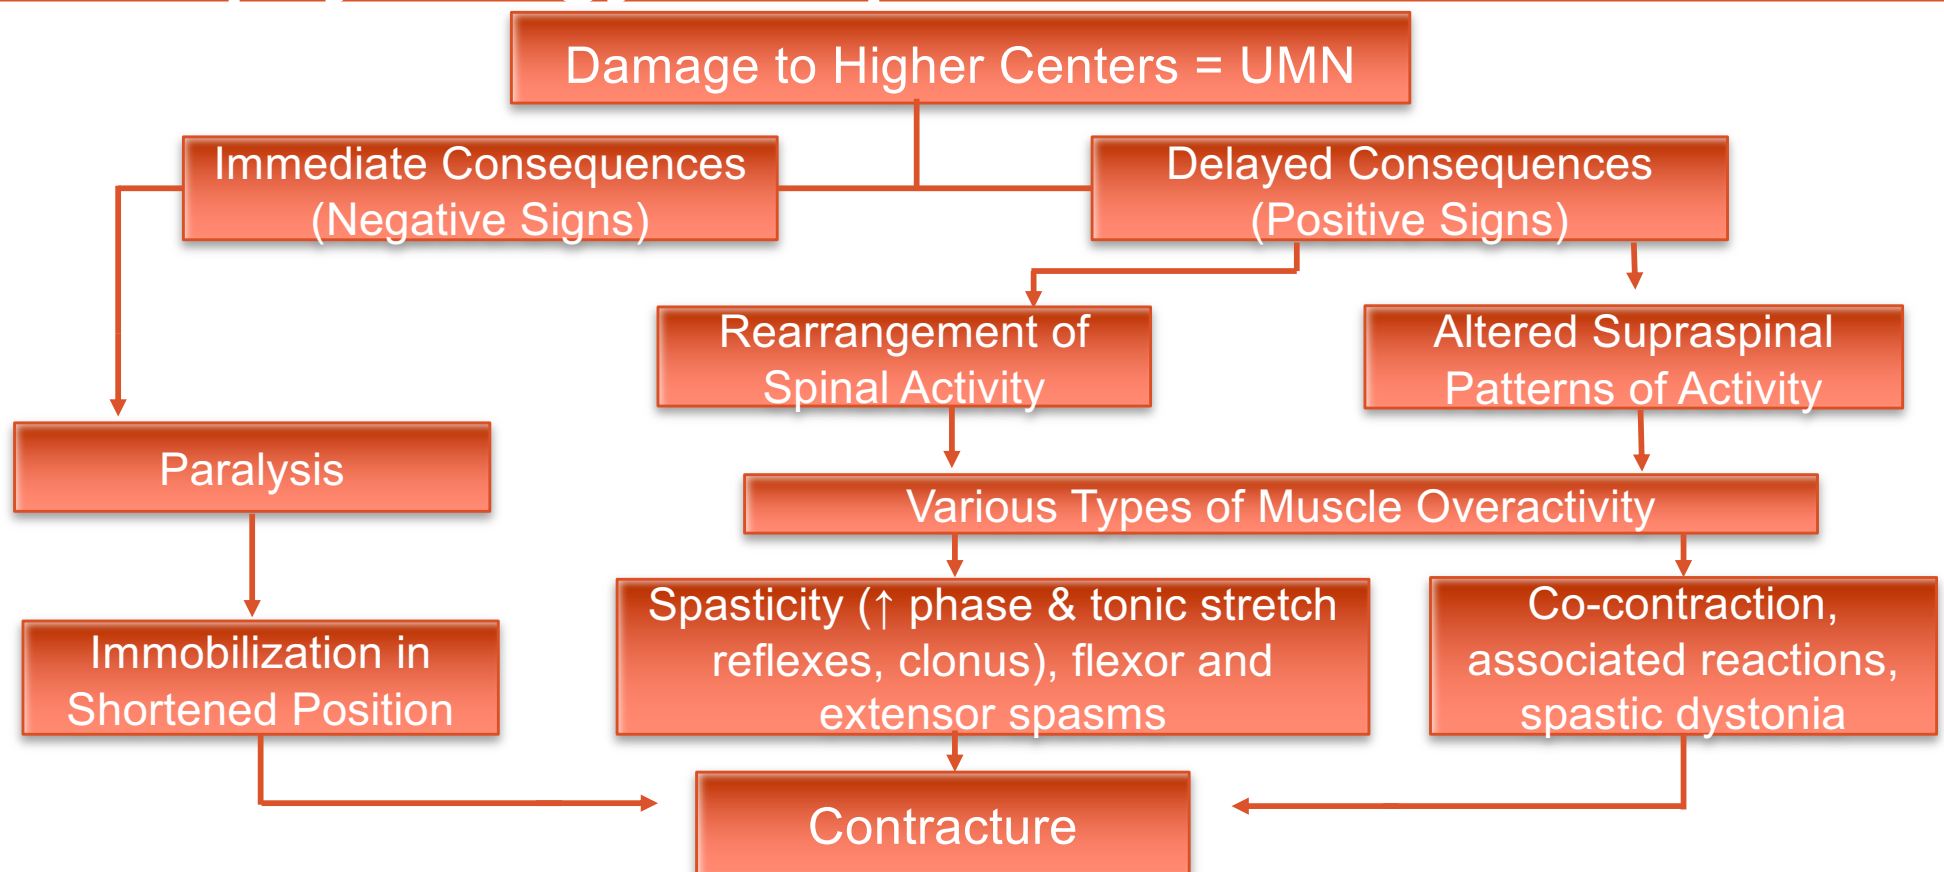 Damage to Higher Centers = UMN
Immediate Consequences
(Negative Signs)
Delayed Consequences
(Positive Signs)
Rearrangement of
Spinal Activity
Altered Supraspinal
Patterns of Activity
Paralysis
Various Types of Muscle Overactivity
Immobilization in
Shortened Position
Spasticity (↑ phase & tonic stretch
reflexes, clonus), flexor and
extensor spasms
Co-contraction,
associated reactions,
spastic dystonia
Contracture